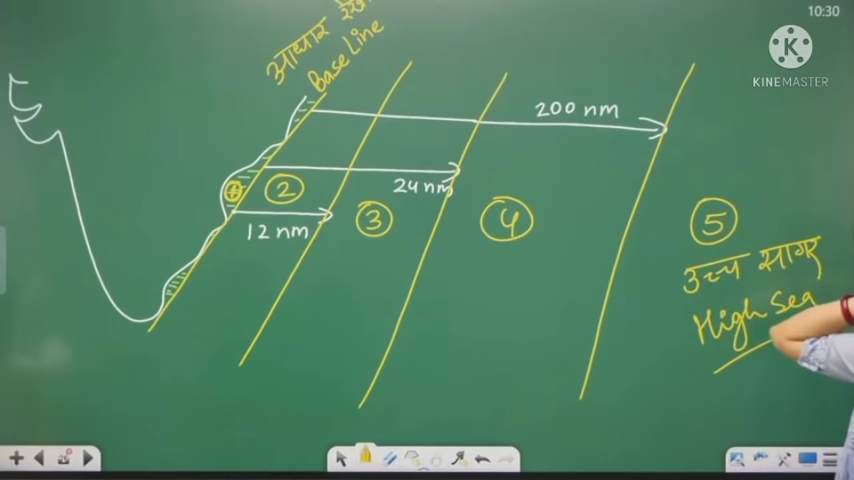 10:30
K
KINEMASTER
आधार रेखा
Base Line
200 nm
24 nm
12 nm
1
2
3
4
5
उच्च सागर
High Sea